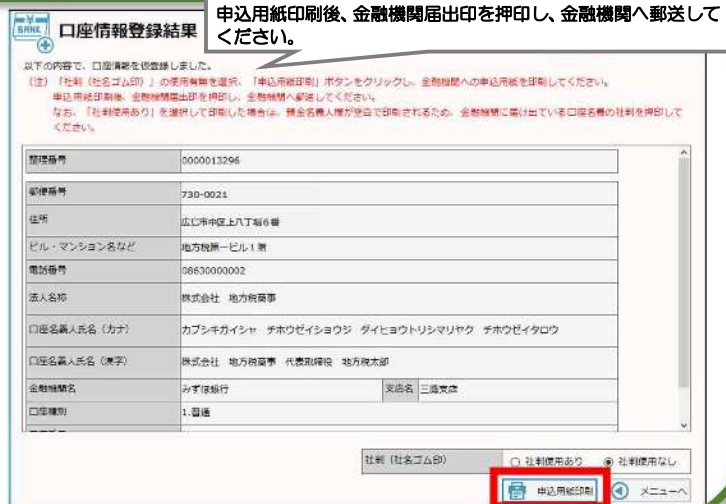 申込用紙印刷後、金融機関届出印を押印し、金融機関へ郵送して
ください。
BANK
口座情報登録結果
以下の内容で、口座情報を仮登録しました。
(注) 「社判（社名ゴム印）」の使用有無を選択、「申込用紙印刷」ボタンをクリックし、金融機関への申込用紙を印刷してください。
申込用紙印刷後、金融機関届出印を押印し、金融機関へ郵送してください。
なお、「社判使用あり」を選択して印刷した場合は、預金名義人欄が空白で印刷されるため、金融機関に届け出ている口座名義の社判を押印して
ください。
整理番号 0000013296
郵便番号 730-0021
住所 広島市中区上八丁堀6番
ビル・マンション名など 地方税第一ビル１階
電話番号 08630000002
法人名称 株式会社 地方税商事
口座名義人氏名（カナ） カブシキガイシャ チホウゼイショウジ ダイヒョウトリシマリヤク チホウゼイタロウ
口座名義人氏名（漢字） 株式会社 地方税商事 代表取締役 地方税太郎
金融機関名 みずほ銀行 支店名 三鷹支店
口座種別 1.普通
社判（社名ゴム印） 社判使用あり 社判使用なし
申込用紙印刷 メニューへ